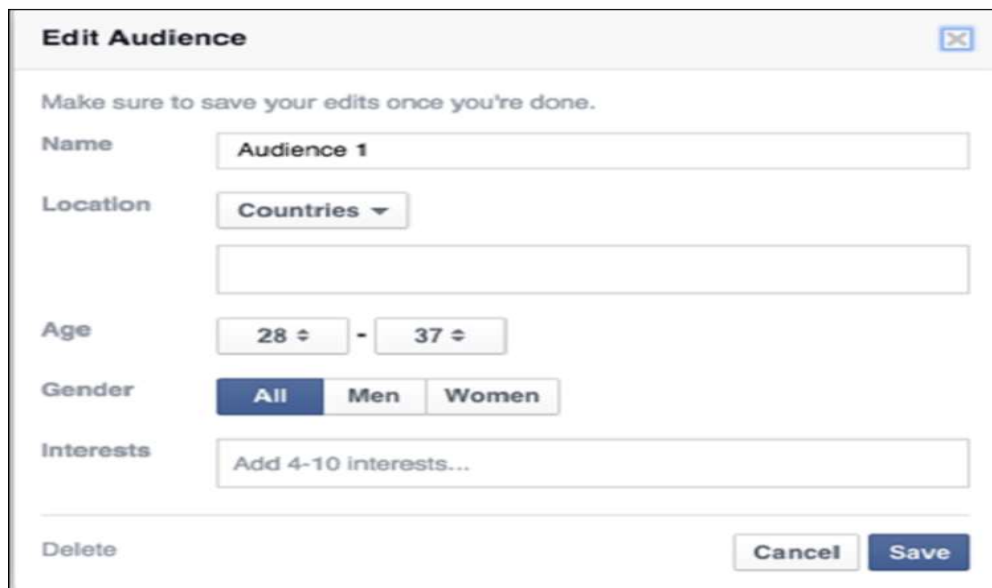 Edit Audience
Make sure to save your edits once you're done.
Name Audience 1
Location Countries
Age 28 - 37
Gender All Men Women
Interests Add 4-10 interests...
Delete Cancel Save